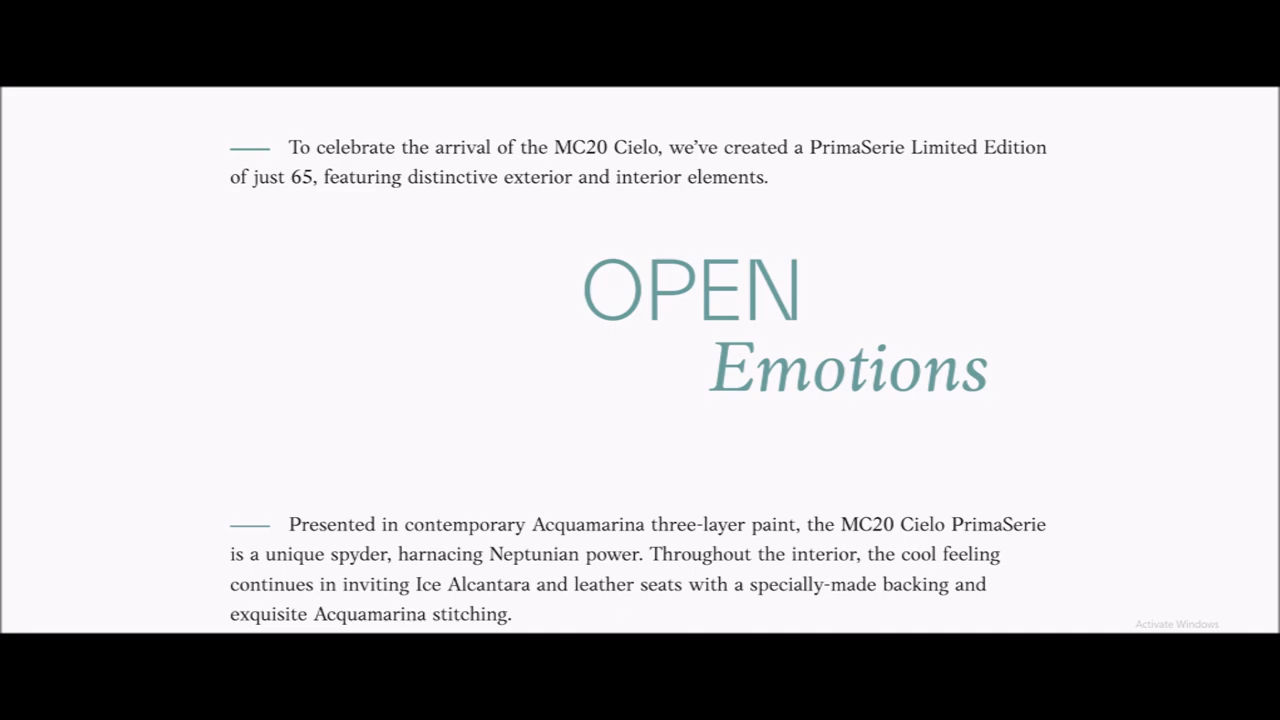 To celebrate the arrival of the MC20 Cielo, we’ve created a PrimaSerie Limited Edition
of just 65, featuring distinctive exterior and interior elements.
OPEN
Emotions
Presented in contemporary Acquamarina three-layer paint, the MC20 Cielo PrimaSerie
is a unique spyder, harnacing Neptunian power. Throughout the interior, the cool feeling
continues in inviting Ice Alcantara and leather seats with a specially-made backing and
exquisite Acquamarina stitching.
Activate Windows